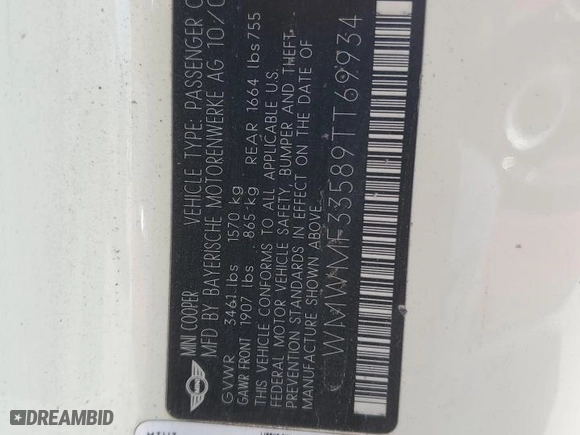 MINI COOPER VEHICLE TYPE: PASSENGER
MFD BY BAYERISCHE MOTORENWERKE AG 10/0
GVWR 3461 lbs 1570 kg
GAWR FRONT 1907 lbs 865 kg REAR 1664 lbs 755
THIS VEHICLE CONFORMS TO ALL APPLICABLE U.S.
FEDERAL MOTOR VEHICLE SAFETY, BUMPER AND THEFT
PREVENTION STANDARDS IN EFFECT ON THE DATE OF
MANUFACTURE SHOWN ABOVE.
WMWMF33589TT69934
MINI
DREAMBID